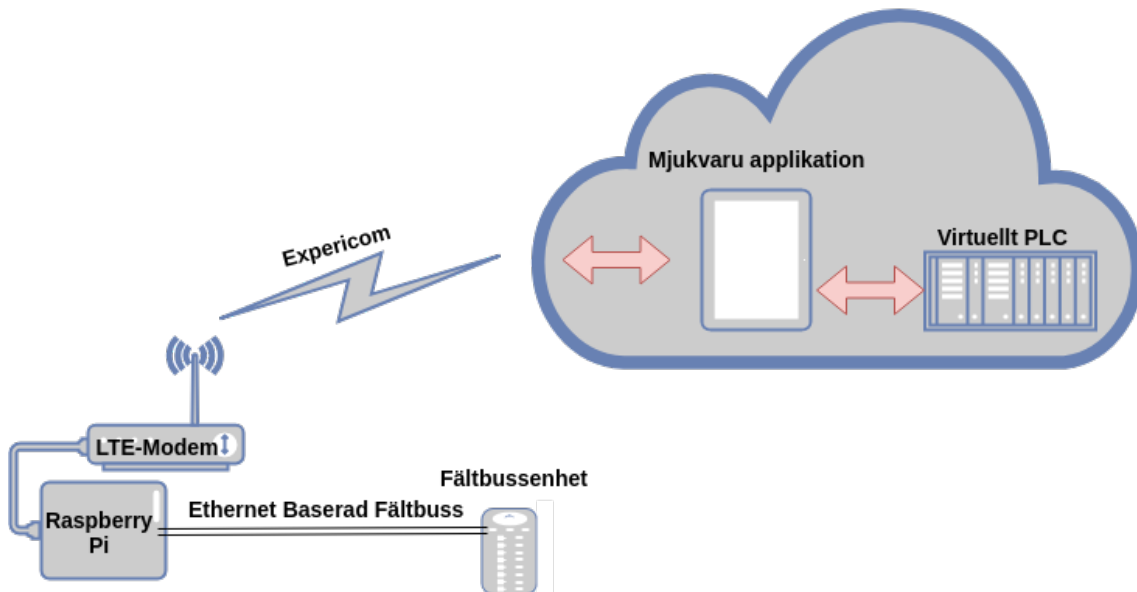 Mjukvaru applikation
Virtuellt PLC
Expericom
LTE-Modem
Fältbussenhet
Ethernet Baserad Fältbuss
Raspberry
Pi